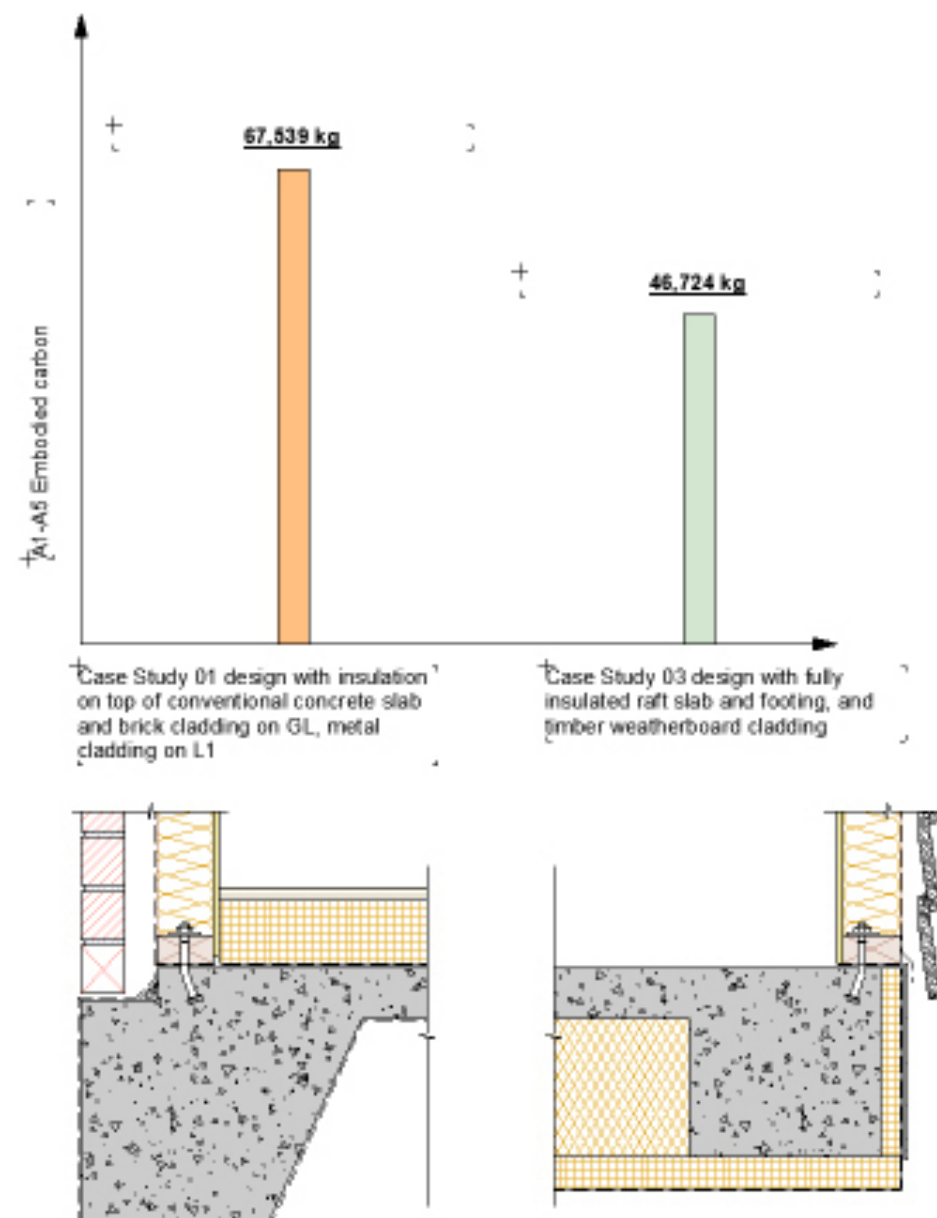 67,539 kg
46,724 kg
A1-A5 Embodied carbon
Case Study 01 design with insulation
on top of conventional concrete slab
and brick cladding on GL, metal
cladding on L1
Case Study 03 design with fully
insulated raft slab and footing, and
timber weatherboard cladding